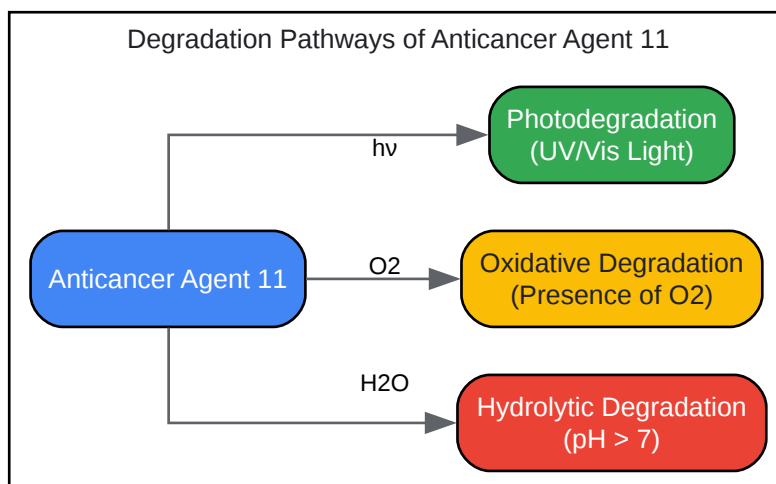 Degradation Pathways of Anticancer Agent 11
Photodegradation
(UV/Vis Light)
hν
Anticancer Agent 11
O2
Oxidative Degradation
(Presence of O2)
H2O
Hydrolytic Degradation
(pH > 7)